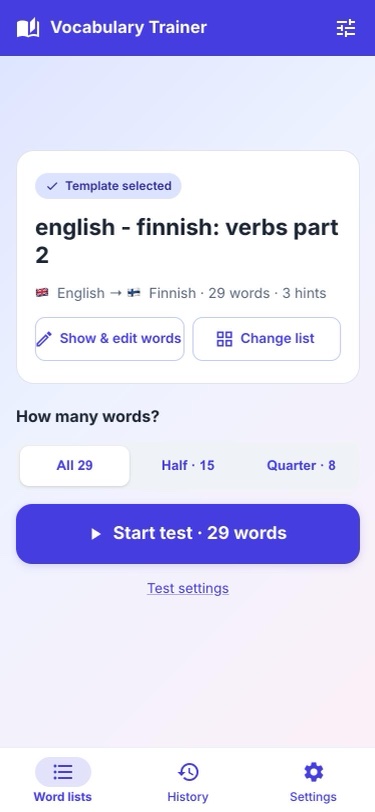 Vocabulary Trainer
Template selected
english - finnish: verbs part
2
English → Finnish · 29 words · 3 hints
Show & edit words
Change list
How many words?
All 29
Half · 15
Quarter · 8
Start test · 29 words
Test settings
Word lists
History
Settings